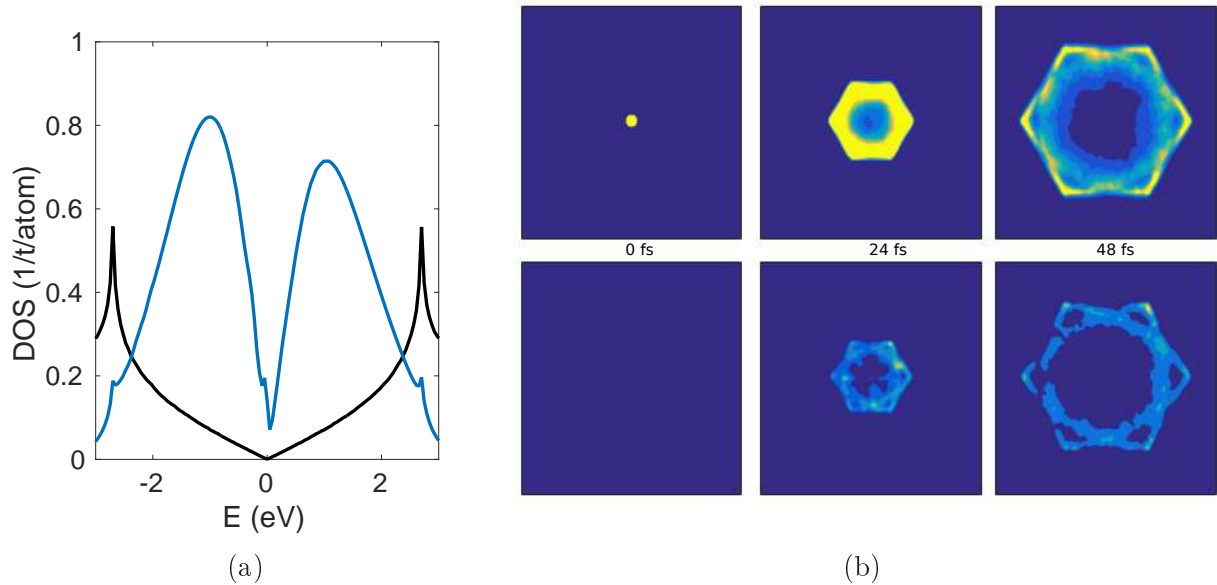 DOS (1/t/atom)
1
0.8
0.6
0.4
0.2
0
-2
0
2
E (eV)
(a)
0 fs
24 fs
48 fs
(b)